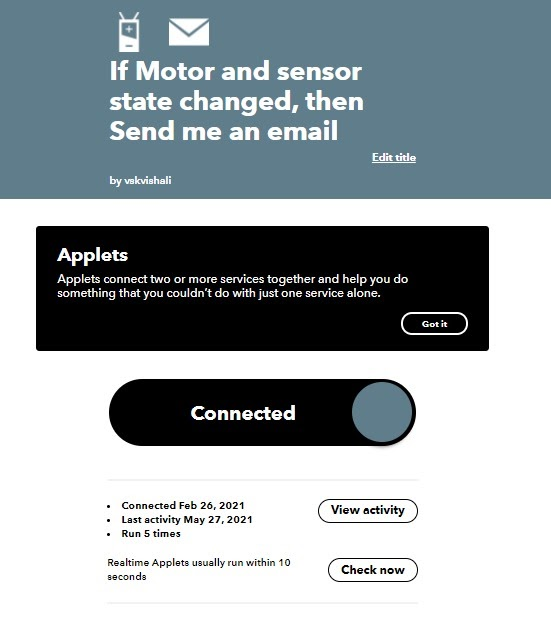 If Motor and sensor
state changed, then
Send me an email
Edit title
by vskvishali
Applets
Applets connect two or more services together and help you do
something that you couldn't do with just one service alone.
Got it
Connected
• Connected Feb 26, 2021
• Last activity May 27, 2021
• Run 5 times
View activity
Realtime Applets usually run within 10
seconds
Check now